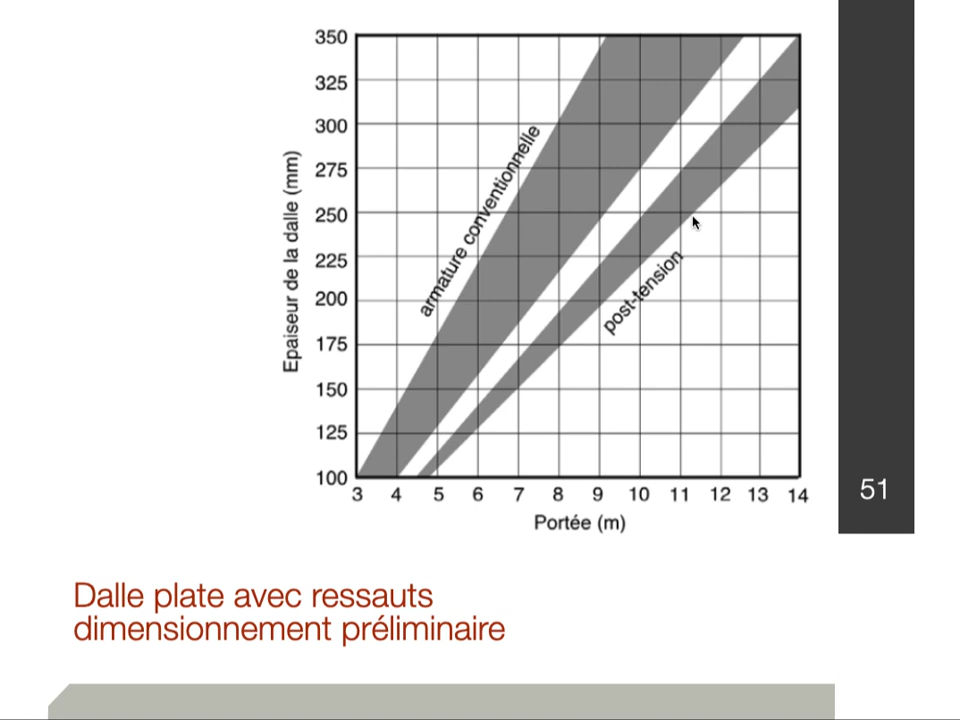 350
325
300
275
250
225
200
175
150
125
100
Epaiseur de la dalle (mm)
armature conventionnelle
post-tension
3 4 5 6 7 8 9 10 11 12 13 14
Portée (m)
51
Dalle plate avec ressauts
dimensionnement préliminaire